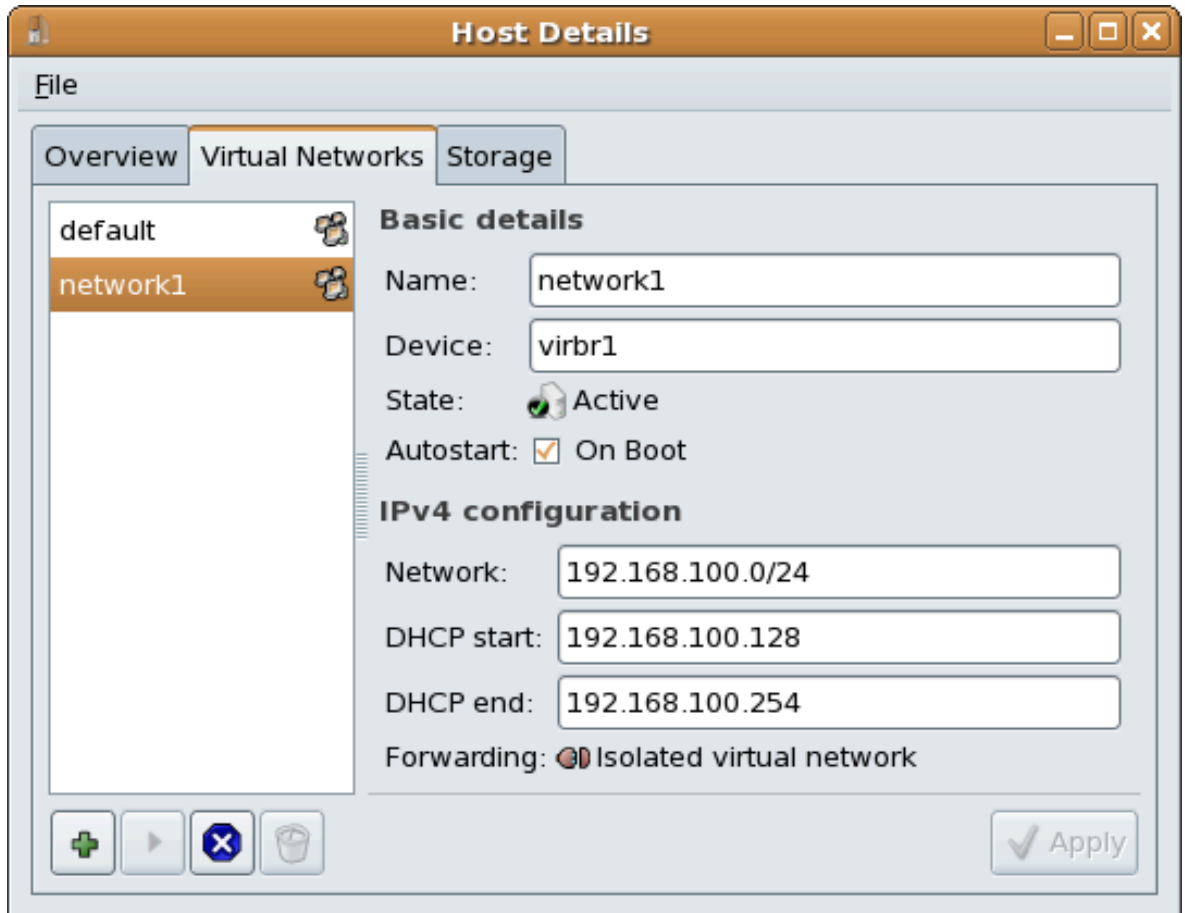 Host Details
File
Overview Virtual Networks Storage
default
network1
Basic details
Name: network1
Device: virbr1
State: Active
Autostart: On Boot
IPv4 configuration
Network: 192.168.100.0/24
DHCP start: 192.168.100.128
DHCP end: 192.168.100.254
Forwarding: Isolated virtual network
Apply